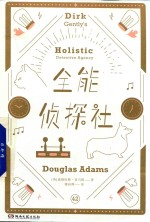 Dirk
Gently's
Holistic
Detective Agency
全能
侦探社
Douglas Adams